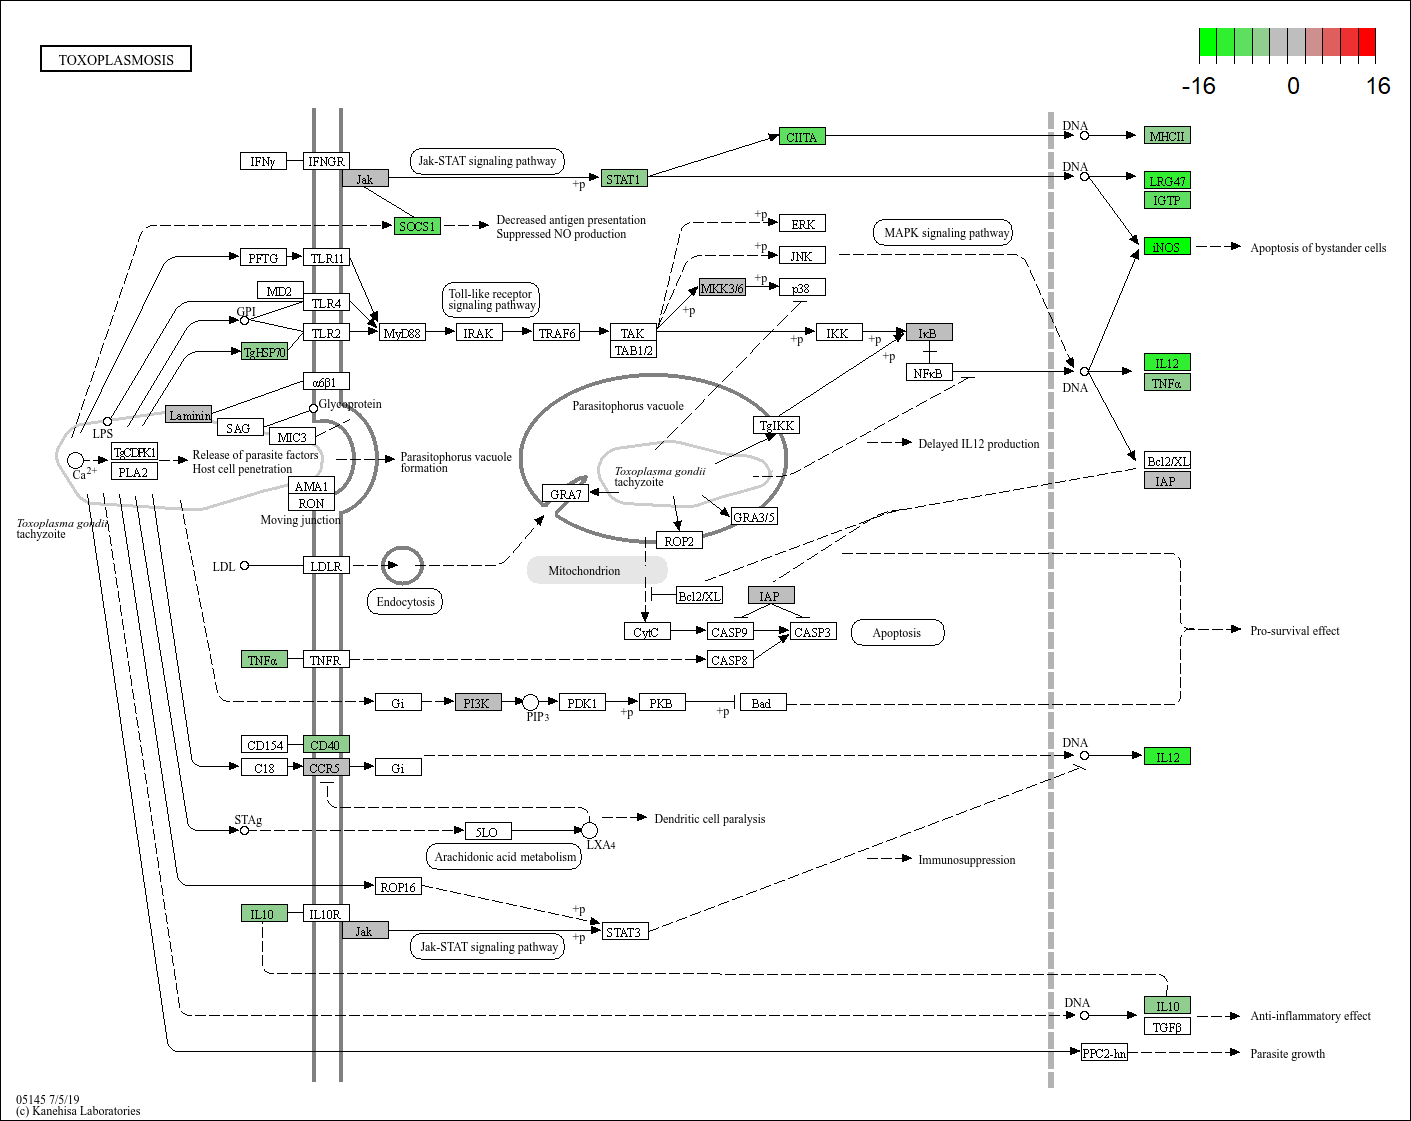 TOXOPLASMOSIS
-16 0 16
DNA
CIITA
MHCII
IFNγ
IFNGR
Jak-STAT signaling pathway
Jak
+p
STAT1
DNA
LRG47
IGTP
SOCS1
Decreased antigen presentation
Suppressed NO production
+p
ERK
MAPK signaling pathway
iNOS
Apoptosis of bystander cells
PFTG
TLR11
+p
JNK
MD2
TLR4
Toll-like receptor
signaling pathway
MKK3/6
+p
p38
+p
GPI
TLR2
MyD88
IRAK
TRAF6
TAK
TAB1/2
+p
IKK
+p
IκB
+p
TgHSP70
NFκB
DNA
IL12
TNFα
α6β1
Laminin
Glycoprotein
Parasitophorus vacuole
SAG
MIC3
LPS
TgIKK
Delayed IL12 production
TgCDPK1
PLA2
Ca2+
Release of parasite factors
Host cell penetration
Parasitophorus vacuole
formation
Toxoplasma gondii
tachyzoite
Bcl2/XL
IAP
AMA1
RON
Moving junction
GRA7
GRA3/5
ROP2
Toxoplasma gondii
tachyzoite
LDL
LDLR
Endocytosis
Mitochondrion
Bcl2/XL
IAP
CytC
CASP9
CASP3
Apoptosis
Pro-survival effect
TNFα
TNFR
CASP8
Gi
PI3K
PIP3
PDK1
+p
PKB
+p
Bad
CD154
CD40
C18
CCR5
Gi
DNA
IL12
STAg
5LO
LXA4
Dendritic cell paralysis
Arachidonic acid metabolism
Immunosuppression
ROP16
IL10
IL10R
Jak
+p
+p
STAT3
Jak-STAT signaling pathway
DNA
IL10
TGFβ
Anti-inflammatory effect
PPC2-hn
Parasite growth
05145 7/5/19
(c) Kanehisa Laboratories